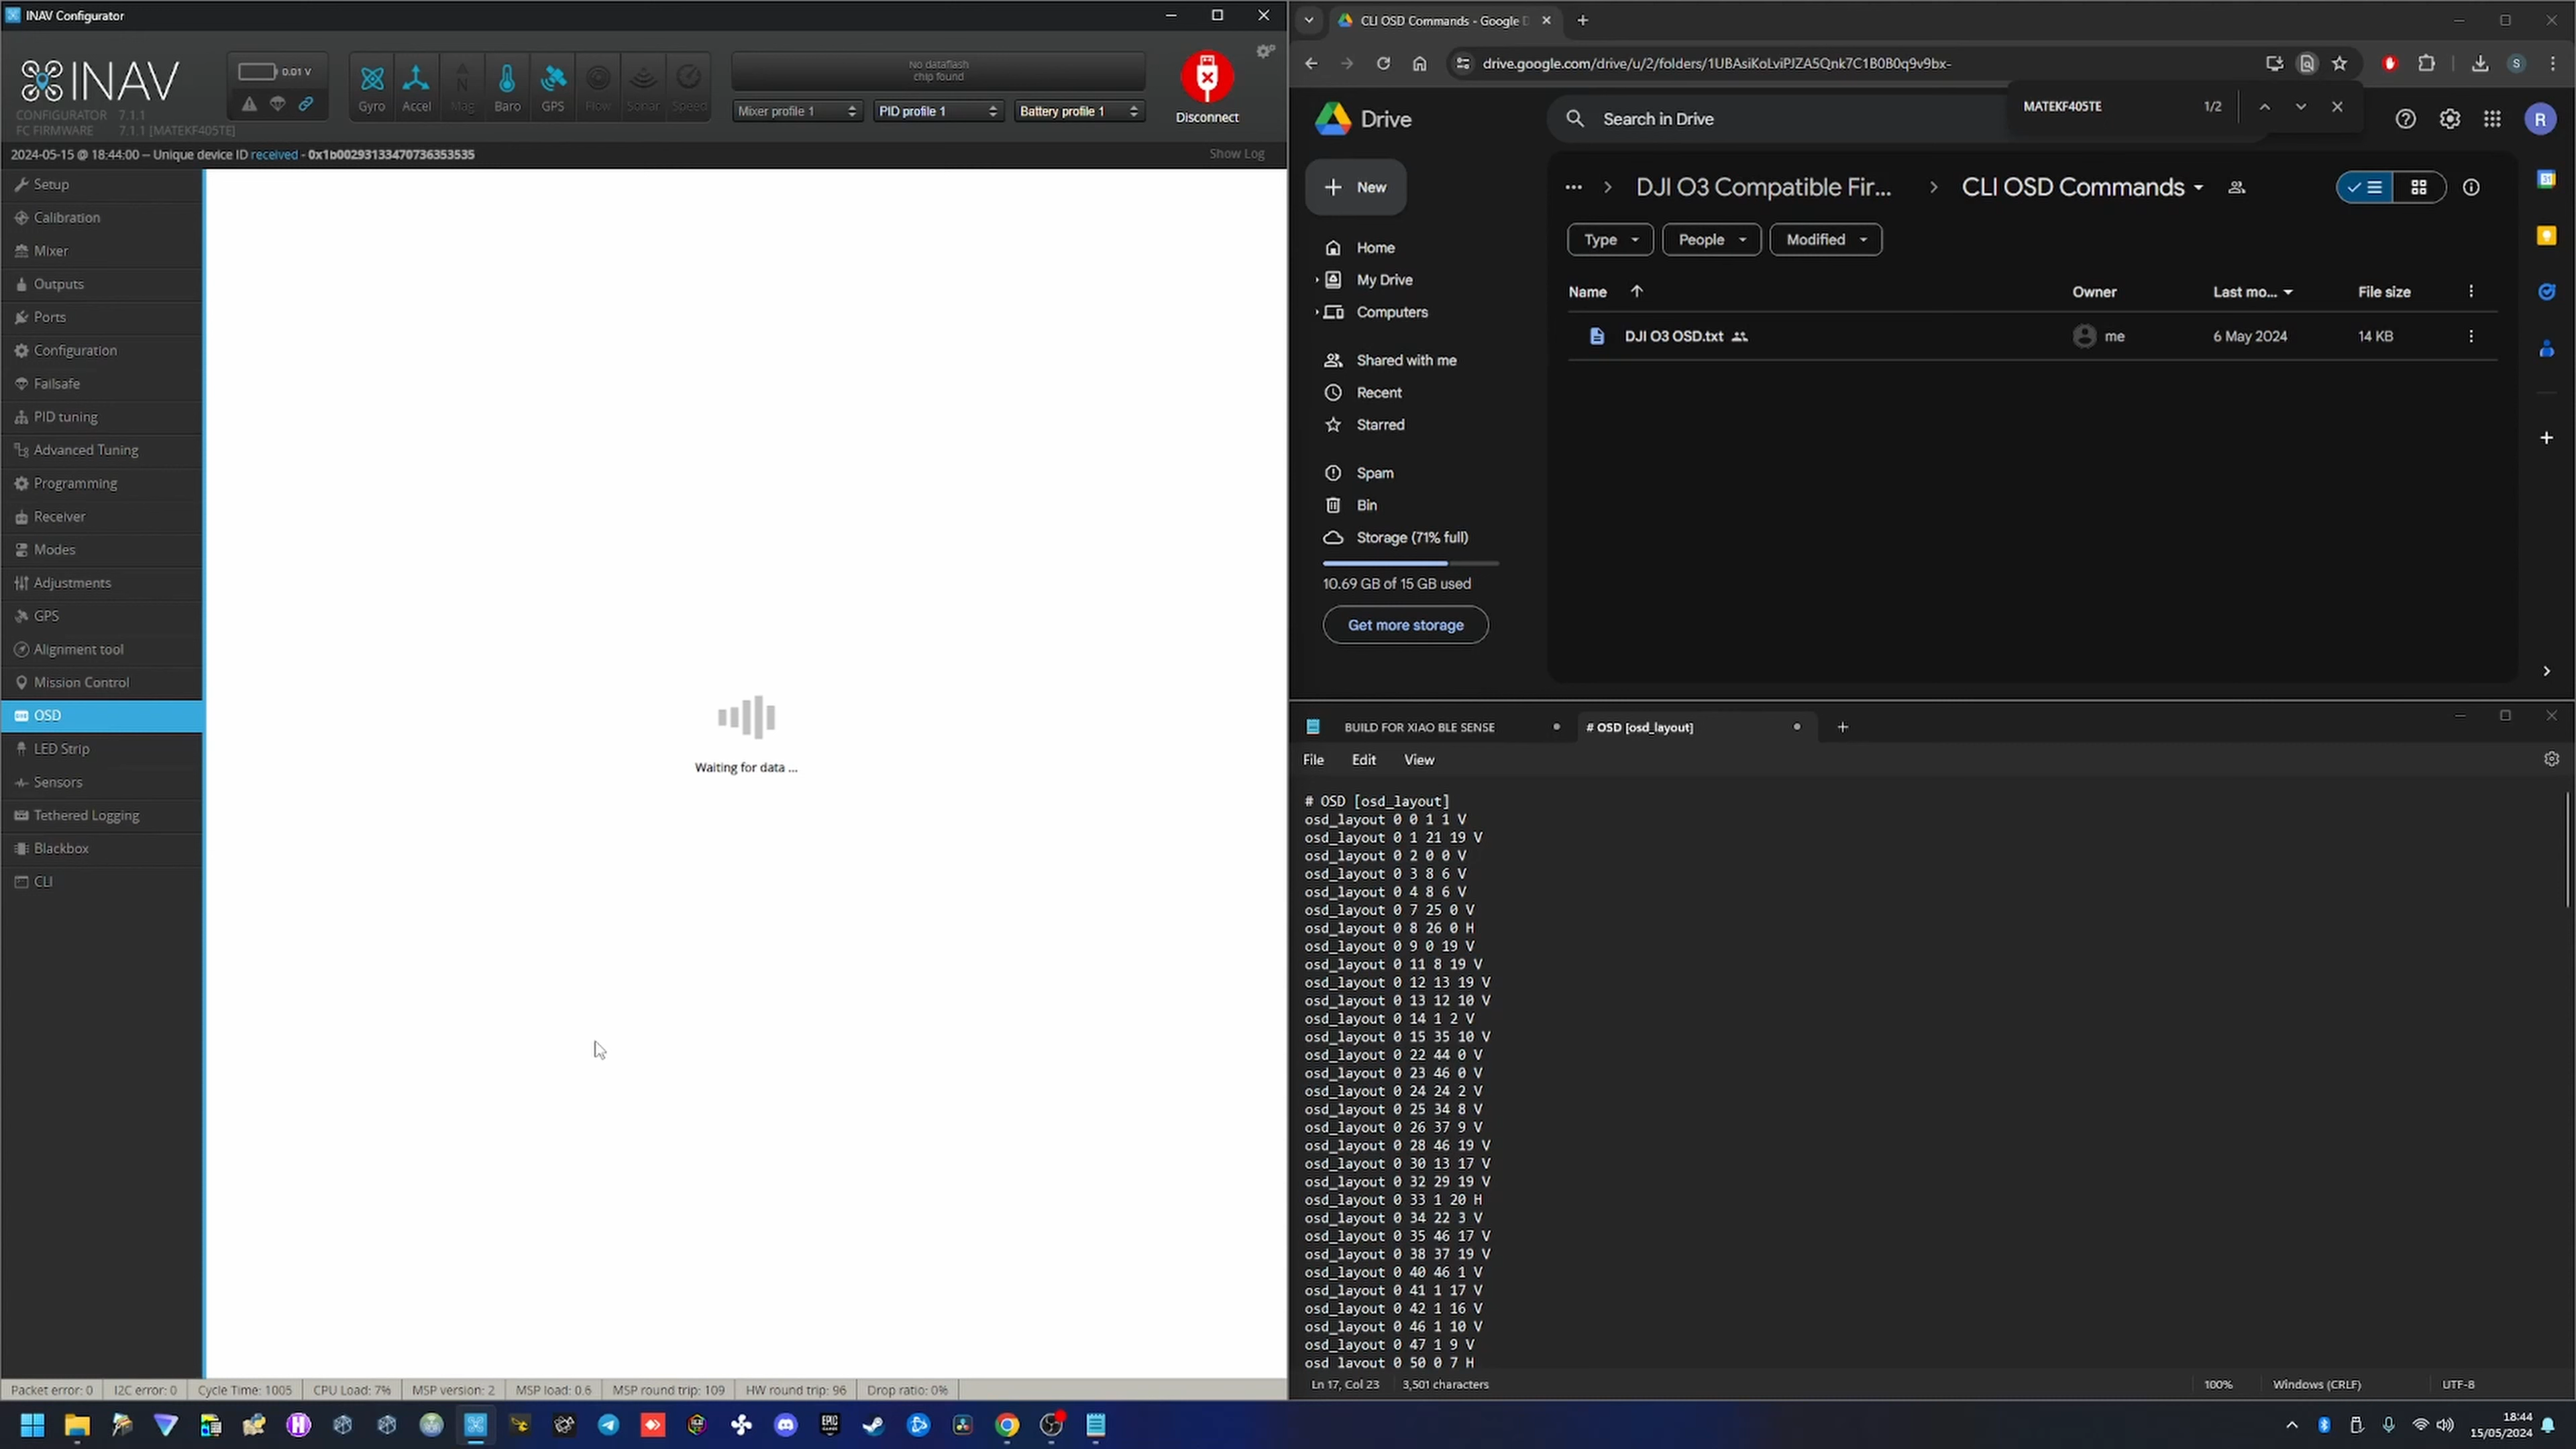 INAV Configurator
INAV
CONFIGURATOR 7.1.1
FC FIRMWARE 7.1.1 [MATEKF405TE]
0.01 V
Gyro
Accel
Mag
Baro
GPS
Flow
Sonar
Speed
No dataflash
chip found
Mixer profile 1
PID profile 1
Battery profile 1
Disconnect
2024-05-15 @ 18:44:00 -- Unique device ID received - 0x1b00293133470736353535
Show Log
Setup
Calibration
Mixer
Outputs
Ports
Configuration
Failsafe
PID tuning
Advanced Tuning
Programming
Receiver
Modes
Adjustments
GPS
Alignment tool
Mission Control
OSD
LED Strip
Sensors
Tethered Logging
Blackbox
CLI
Waiting for data ...
Packet error: 0
I2C error: 0
Cycle Time: 1005
CPU Load: 7%
MSP version: 2
MSP load: 0.6
MSP round trip: 109
HW round trip: 96
Drop ratio: 0%
CLI OSD Commands - Google D
drive.google.com/drive/u/2/folders/1UBAsiKoLviPJZA5Qnk7C1B0B0q9v9bx-
S
Drive
Search in Drive
MATEKF405TE 1/2
R
New
DJI O3 Compatible Fir...
CLI OSD Commands
Type
People
Modified
Home
My Drive
Computers
Shared with me
Recent
Starred
Spam
Bin
Storage (71% full)
10.69 GB of 15 GB used
Get more storage
Name
Owner
Last mo...
File size
DJI O3 OSD.txt
me
6 May 2024
14 KB
31
BUILD FOR XIAO BLE SENSE
# OSD [osd_layout]
File
Edit
View
# OSD [osd_layout]
osd_layout 0 0 1 1 V
osd_layout 0 1 21 19 V
osd_layout 0 2 0 0 V
osd_layout 0 3 8 6 V
osd_layout 0 4 8 6 V
osd_layout 0 7 25 0 V
osd_layout 0 8 26 0 H
osd_layout 0 9 0 19 V
osd_layout 0 11 8 19 V
osd_layout 0 12 13 19 V
osd_layout 0 13 12 10 V
osd_layout 0 14 1 2 V
osd_layout 0 15 35 10 V
osd_layout 0 22 44 0 V
osd_layout 0 23 46 0 V
osd_layout 0 24 24 2 V
osd_layout 0 25 34 8 V
osd_layout 0 26 37 9 V
osd_layout 0 28 46 19 V
osd_layout 0 30 13 17 V
osd_layout 0 32 29 19 V
osd_layout 0 33 1 20 H
osd_layout 0 34 22 3 V
osd_layout 0 35 46 17 V
osd_layout 0 38 37 19 V
osd_layout 0 40 46 1 V
osd_layout 0 41 1 17 V
osd_layout 0 42 1 16 V
osd_layout 0 46 1 10 V
osd_layout 0 47 1 9 V
osd_layout 0 50 0 7 H
Ln 17, Col 23
3,501 characters
100%
Windows (CRLF)
UTF-8
18:44
15/05/2024